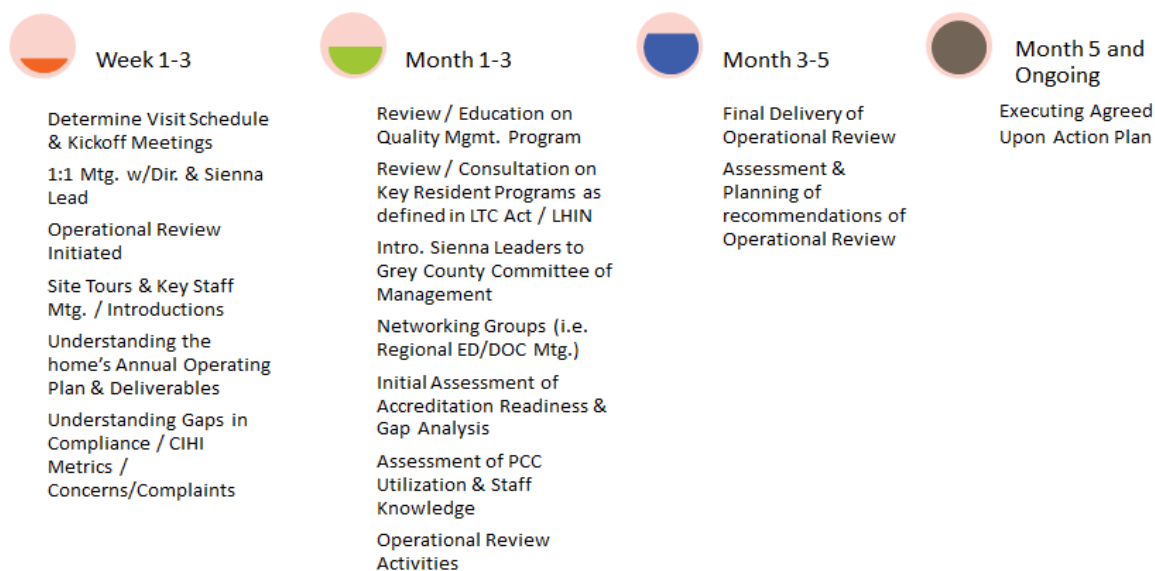 Week 1-3
Determine Visit Schedule
& Kickoff Meetings
1:1 Mtg. w/Dir. & Sienna
Lead
Operational Review
Initiated
Site Tours & Key Staff
Mtg. / Introductions
Understanding the
home's Annual Operating
Plan & Deliverables
Understanding Gaps in
Compliance / CIHI
Metrics /
Concerns/Complaints
Month 1-3
Review / Education on
Quality Mgmt. Program
Review / Consultation on
Key Resident Programs as
defined in LTC Act / LHIN
Intro. Sienna Leaders to
Grey County Committee of
Management
Networking Groups (i.e.
Regional ED/DOC Mtg.)
Initial Assessment of
Accreditation Readiness &
Gap Analysis
Assessment of PCC
Utilization & Staff
Knowledge
Operational Review
Activities
Month 3-5
Final Delivery of
Operational Review
Assessment &
Planning of
recommendations of
Operational Review
Month 5 and
Ongoing
Executing Agreed
Upon Action Plan